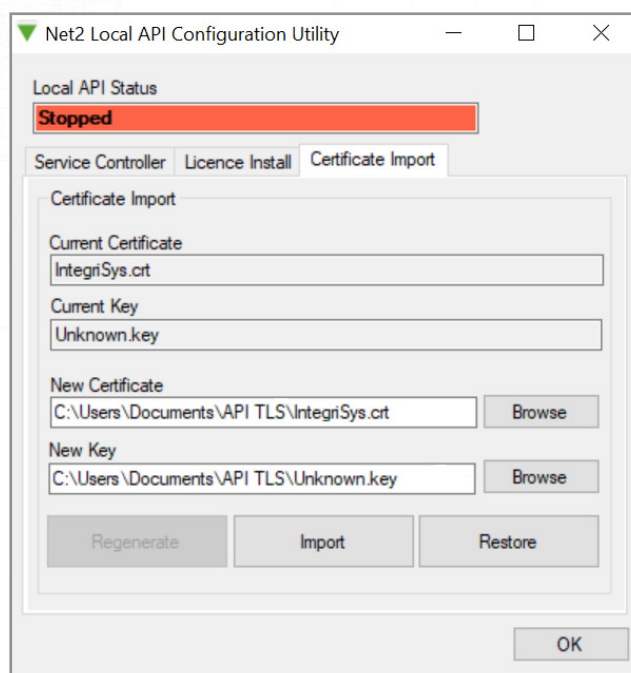 Net2 Local API Configuration Utility
Local API Status
Stopped
Service Controller Licence Install Certificate Import
Certificate Import
Current Certificate
IntegriSys.crt
Current Key
Unknown.key
New Certificate
C:\Users\Documents\API TLS\IntegriSys.crt Browse
New Key
C:\Users\Documents\API TLS\Unknown.key Browse
Regenerate Import Restore
OK